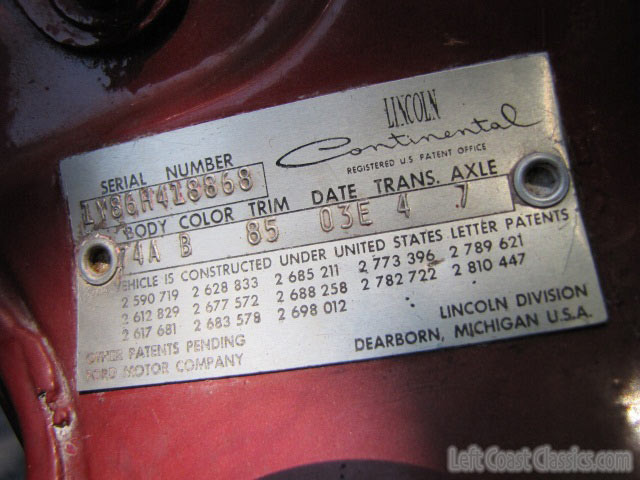 LINCOLN
Continental
REGISTERED U.S. PATENT OFFICE
SERIAL NUMBER
1Y86H418868
BODY COLOR TRIM DATE TRANS. AXLE
74A B 85 03E 4 7
VEHICLE IS CONSTRUCTED UNDER UNITED STATES LETTER PATENTS
2 590 719 2 628 833 2 685 211 2 773 396 2 789 621
2 612 829 2 677 572 2 688 258 2 782 722 2 810 447
2 617 681 2 683 578 2 698 012
OTHER PATENTS PENDING
FORD MOTOR COMPANY
LINCOLN DIVISION
DEARBORN, MICHIGAN U.S.A.
Left Coast Classics.com